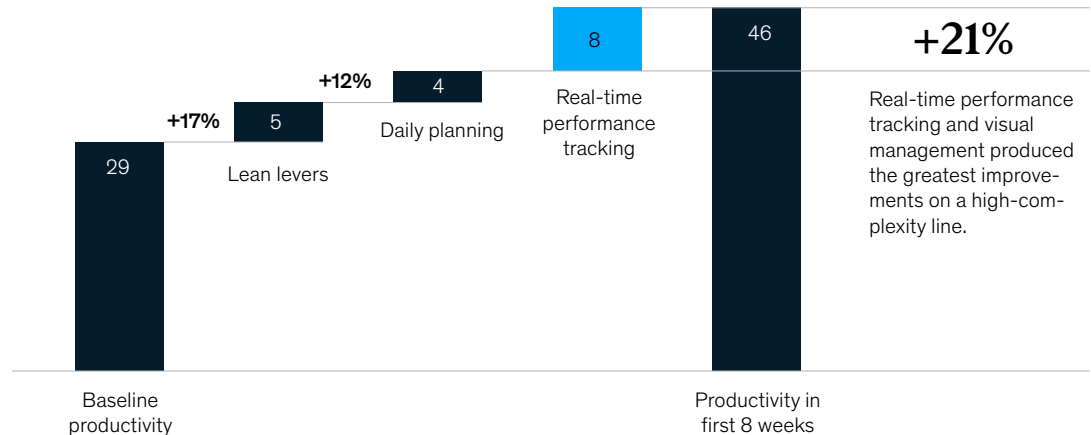 8
46
+21%
+12%
4
+17%
5
29
Real-time
performance
tracking
Daily planning
Lean levers
Real-time performance
tracking and visual
management produced
the greatest improve-
ments on a high-com-
plexity line.
Baseline
productivity
Productivity in
first 8 weeks